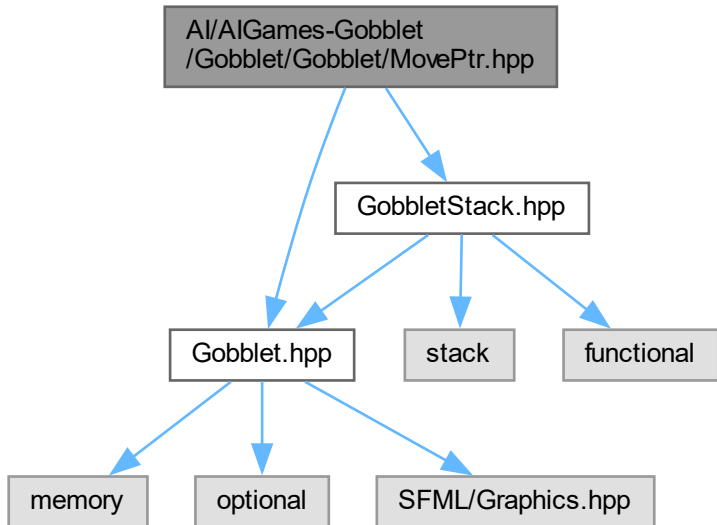 AI/AIGames-Gobblet
/Gobblet/Gobblet/MovePtr.hpp
GobbletStack.hpp
Gobblet.hpp
stack
functional
memory
optional
SFML/Graphics.hpp